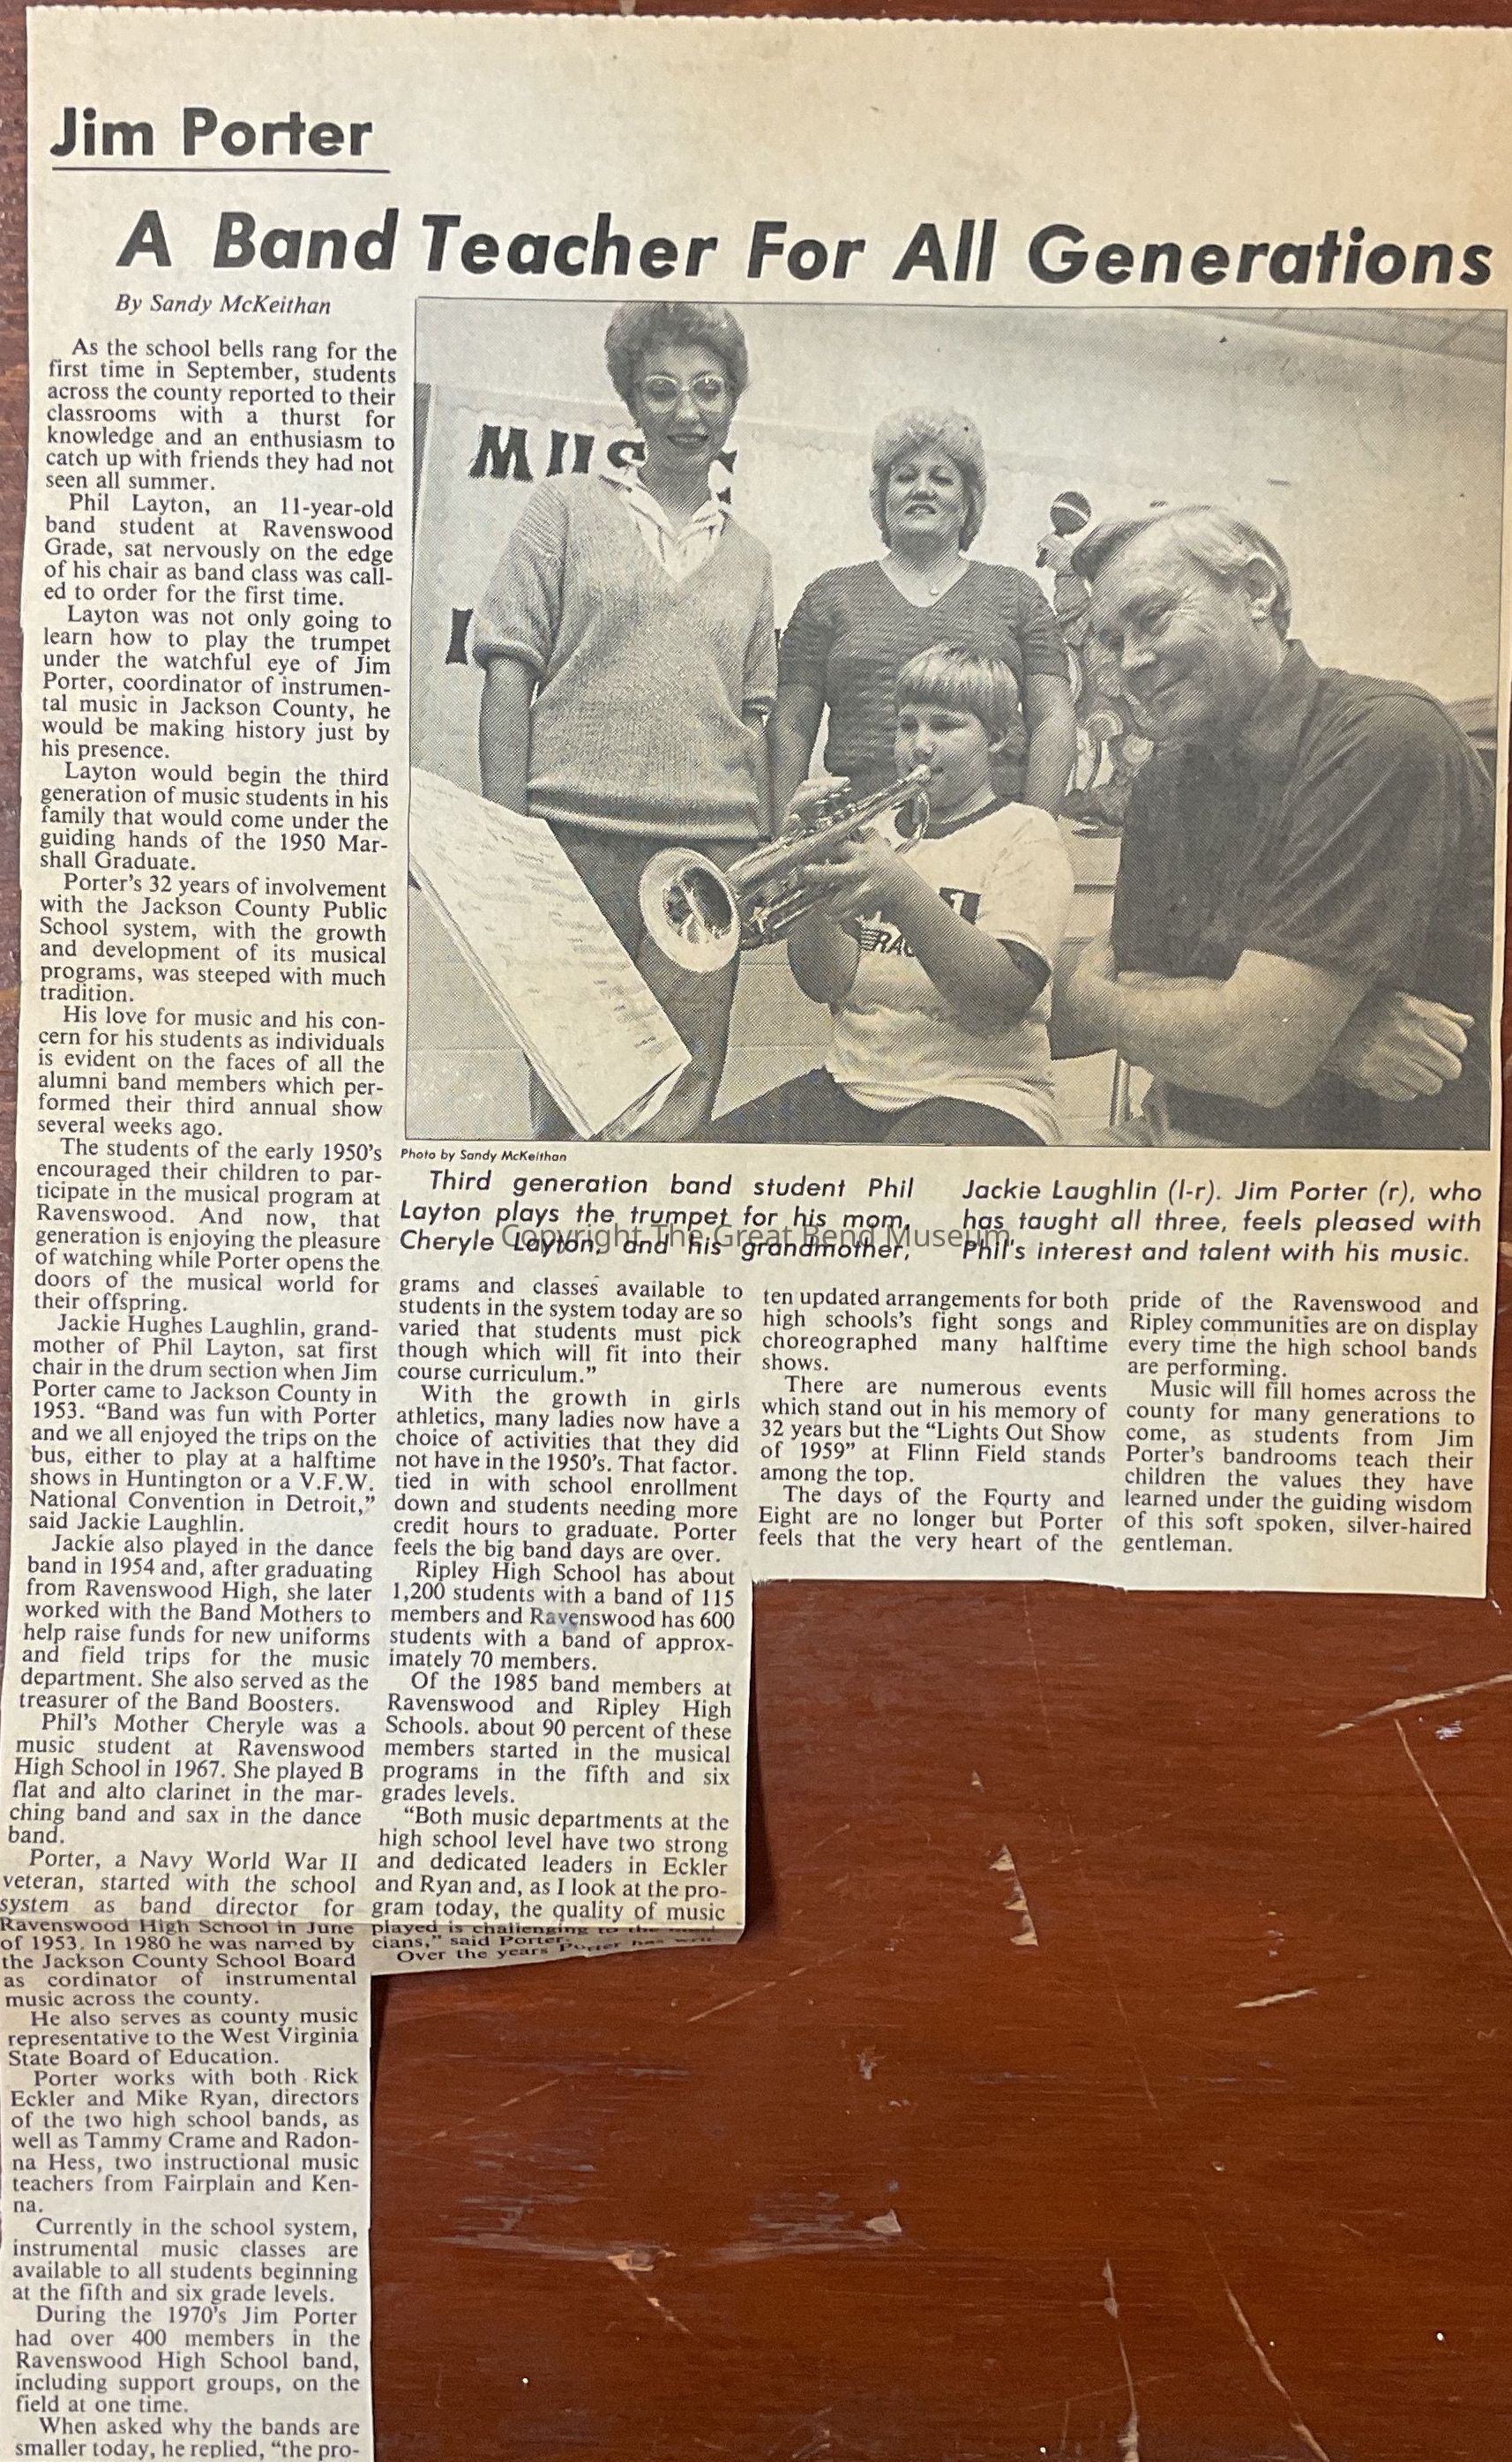 Jim Porter
A Band Teacher For All Generations
By Sandy McKeithan
As the school bells rang for the
first time in September, students
across the county reported to their
classrooms with a thurst for
knowledge and an enthusiasm to
catch up with friends they had not
seen all summer.
Phil Layton, an 11-year-old
band student at Ravenswood
Grade, sat nervously on the edge
of his chair as band class was call-
ed to order for the first time.
Layton was not only going to
learn how to play the trumpet
under the watchful eye of Jim
Porter, coordinator of instrumen-
tal music in Jackson County, he
would be making history just by
his presence.
Layton would begin the third
generation of music students in his
family that would come under the
guiding hands of the 1950 Mar-
shall Graduate.
Porter's 32 years of involvement
with the Jackson County Public
School system, with the growth
and development of its musical
programs, was steeped with much
tradition.
His love for music and his con-
cern for his students as individuals
is evident on the faces of all the
alumni band members which per-
formed their third annual show
several weeks ago.
The students of the early 1950's
encouraged their children to par-
ticipate in the musical program at
Ravenswood. And now, that
generation is enjoying the pleasure
of watching while Porter opens the
doors of the musical world for
their offspring.
Jackie Hughes Laughlin, grand-
mother of Phil Layton, sat first
chair in the drum section when Jim
Porter came to Jackson County in
1953. “Band was fun with Porter
and we all enjoyed the trips on the
bus, either to play at a halftime
shows in Huntington or a V.F.W.
National Convention in Detroit,”
said Jackie Laughlin.
Jackie also played in the dance
band in 1954 and, after graduating
from Ravenswood High, she later
worked with the Band Mothers to
help raise funds for new uniforms
and field trips for the music
department. She also served as the
treasurer of the Band Boosters.
Phil's Mother Cheryle was a
music student at Ravenswood
High School in 1967. She played B
flat and alto clarinet in the mar-
ching band and sax in the dance
band.
Porter, a Navy World War II
veteran, started with the school
system as band director for
Ravenswood High School in June
of 1953. In 1980 he was named by
the Jackson County School Board
as cordinator of instrumental
music across the county.
He also serves as county music
representative to the West Virginia
State Board of Education.
Porter works with both Rick
Eckler and Mike Ryan, directors
of the two high school bands, as
well as Tammy Crame and Radon-
na Hess, two instructional music
teachers from Fairplain and Ken-
na.
Currently in the school system,
instrumental music classes are
available to all students beginning
at the fifth and six grade levels.
During the 1970's Jim Porter
had over 400 members in the
Ravenswood High School band,
including support groups, on the
field at one time.
When asked why the bands are
smaller today, he replied, “the pro-
MUS
I
1
RAC
Photo by Sandy McKeithan
Third generation band student Phil
Layton plays the trumpet for his mom,
Cheryle Layton, and his grandmother,
Jackie Laughlin (l-r). Jim Porter (r), who
has taught all three, feels pleased with
Phil's interest and talent with his music.
Copyright The Great Bend Museum
grams and classes available to
students in the system today are so
varied that students must pick
though which will fit into their
course curriculum.”
With the growth in girls
athletics, many ladies now have a
choice of activities that they did
not have in the 1950's. That factor.
tied in with school enrollment
down and students needing more
credit hours to graduate. Porter
feels the big band days are over.
Ripley High School has about
1,200 students with a band of 115
members and Ravenswood has 600
students with a band of approx-
imately 70 members.
Of the 1985 band members at
Ravenswood and Ripley High
Schools. about 90 percent of these
members started in the musical
programs in the fifth and six
grades levels.
“Both music departments at the
high school level have two strong
and dedicated leaders in Eckler
and Ryan and, as I look at the pro-
gram today, the quality of music
played is challenging to the
cians,” said Porter.
Over the years Porter has writ-
ten updated arrangements for both
high schools's fight songs and
choreographed many halftime
shows.
There are numerous events
which stand out in his memory of
32 years but the “Lights Out Show
of 1959” at Flinn Field stands
among the top.
The days of the Fourty and
Eight are no longer but Porter
feels that the very heart of the
pride of the Ravenswood and
Ripley communities are on display
every time the high school bands
are performing.
Music will fill homes across the
county for many generations to
come, as students from Jim
Porter's bandrooms teach their
children the values they have
learned under the guiding wisdom
of this soft spoken, silver-haired
gentleman.